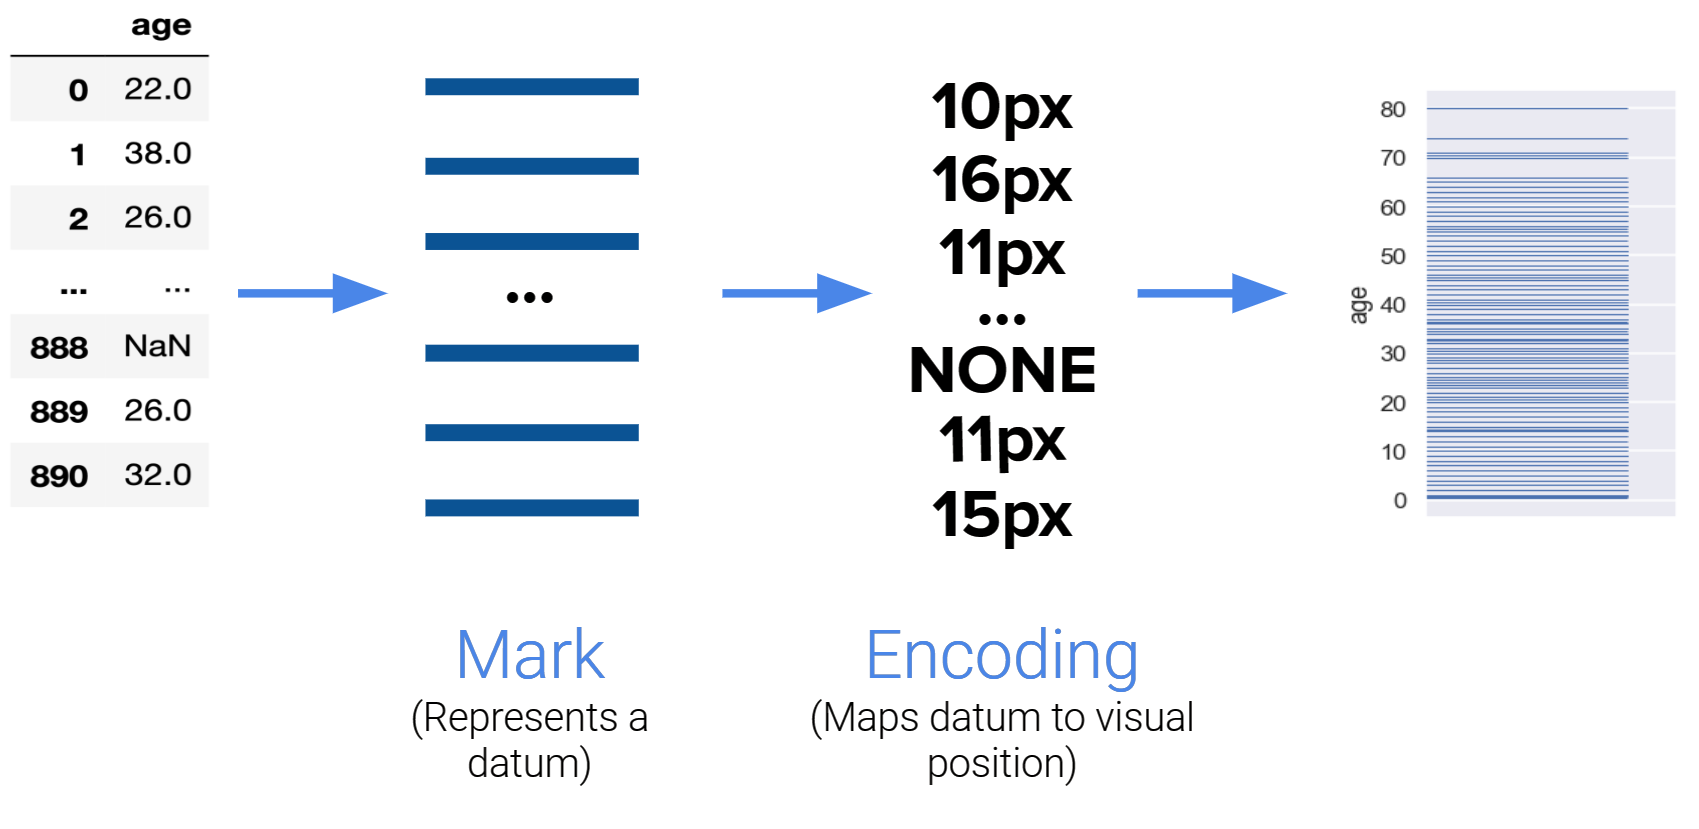 age
0 22.0
1 38.0
2 26.0
... ...
888 NaN
889 26.0
890 32.0
...
Mark
(Represents a
datum)
10px
16px
11px
...
NONE
11px
15px
Encoding
(Maps datum to visual
position)
80
70
60
50
40
30
20
10
0
age